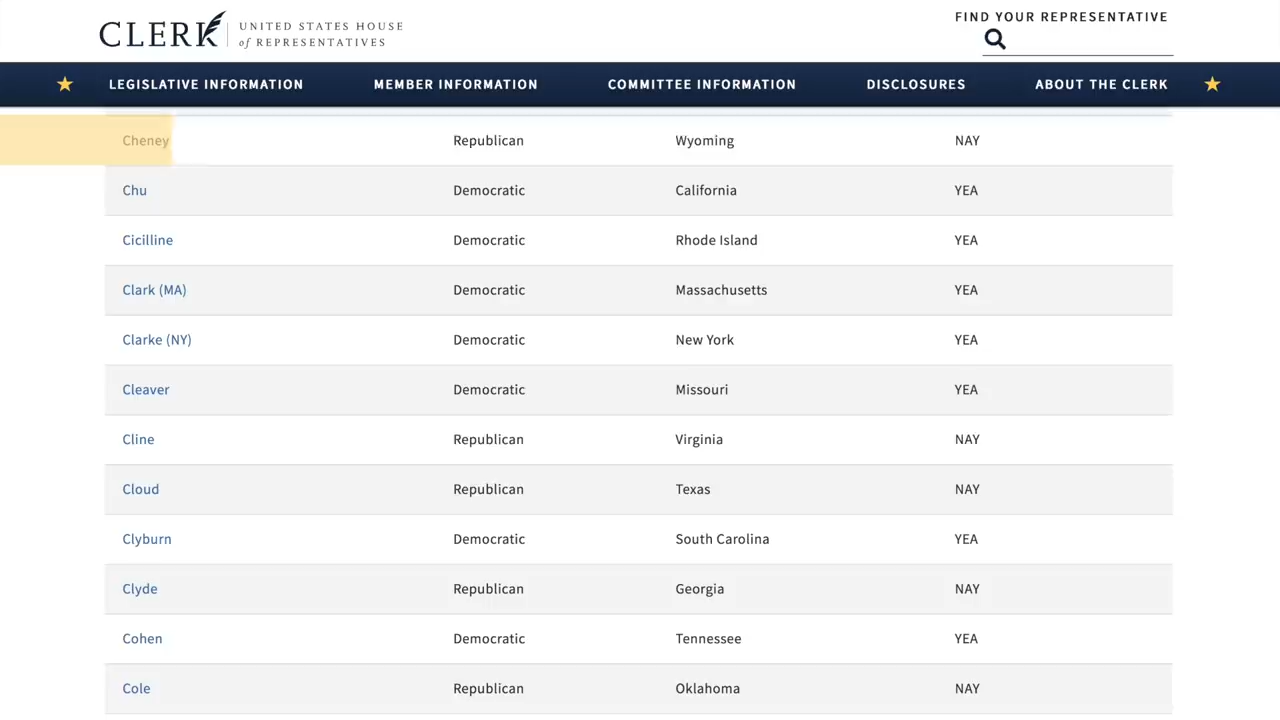 CLERK
UNITED STATES HOUSE
of REPRESENTATIVES
FIND YOUR REPRESENTATIVE
LEGISLATIVE INFORMATION MEMBER INFORMATION COMMITTEE INFORMATION DISCLOSURES ABOUT THE CLERK
Cheney Republican Wyoming NAY
Chu Democratic California YEA
Cicilline Democratic Rhode Island YEA
Clark (MA) Democratic Massachusetts YEA
Clarke (NY) Democratic New York YEA
Cleaver Democratic Missouri YEA
Cline Republican Virginia NAY
Cloud Republican Texas NAY
Clyburn Democratic South Carolina YEA
Clyde Republican Georgia NAY
Cohen Democratic Tennessee YEA
Cole Republican Oklahoma NAY